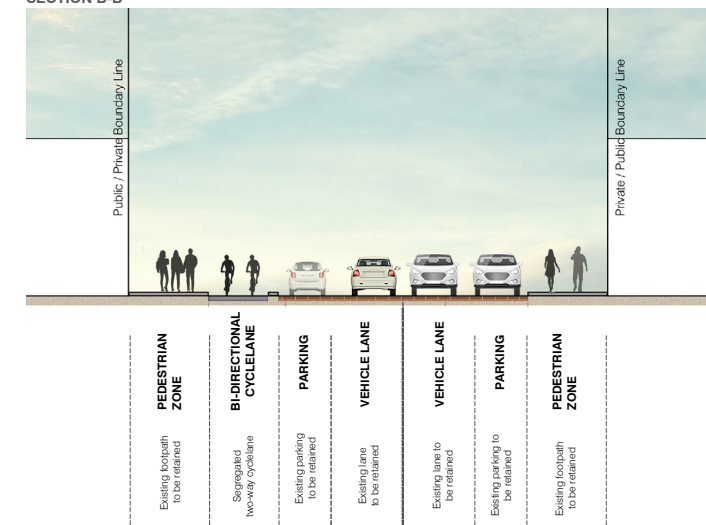 SECTION B-B
Public / Private Boundary Line
Private / Public Boundary Line
PEDESTRIAN
ZONE
BI-DIRECTIONAL
CYCLELANE
PARKING
VEHICLE LANE
VEHICLE LANE
PARKING
PEDESTRIAN
ZONE
Existing footpath
to be retained
Segregated
two-way cyclelane
Existing parking
to be retained
Existing lane
to be retained
Existing lane to
be retained
Existing parking to
be retained
Existing footpath
to be retained